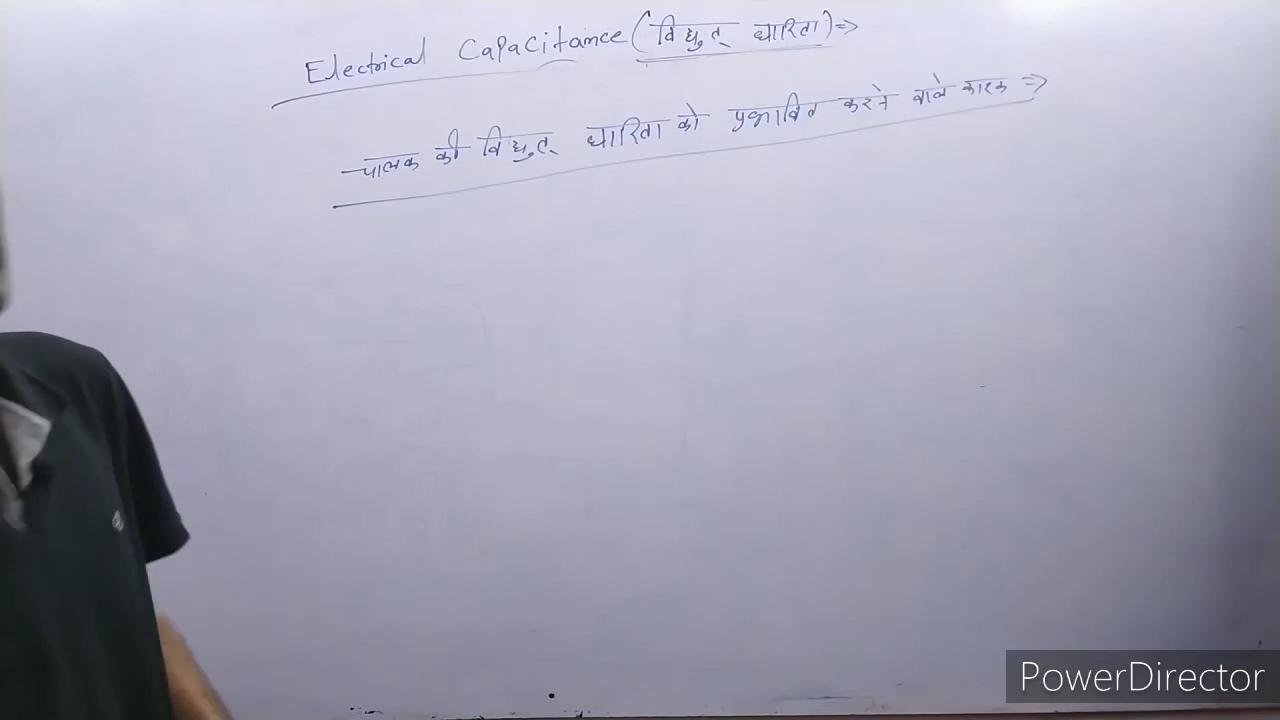 Electrical Capacitance (विद्युत् धारिता) =>
चालक की विद्युत् धारिता को प्रभावित करने वाले कारक =>
PowerDirector